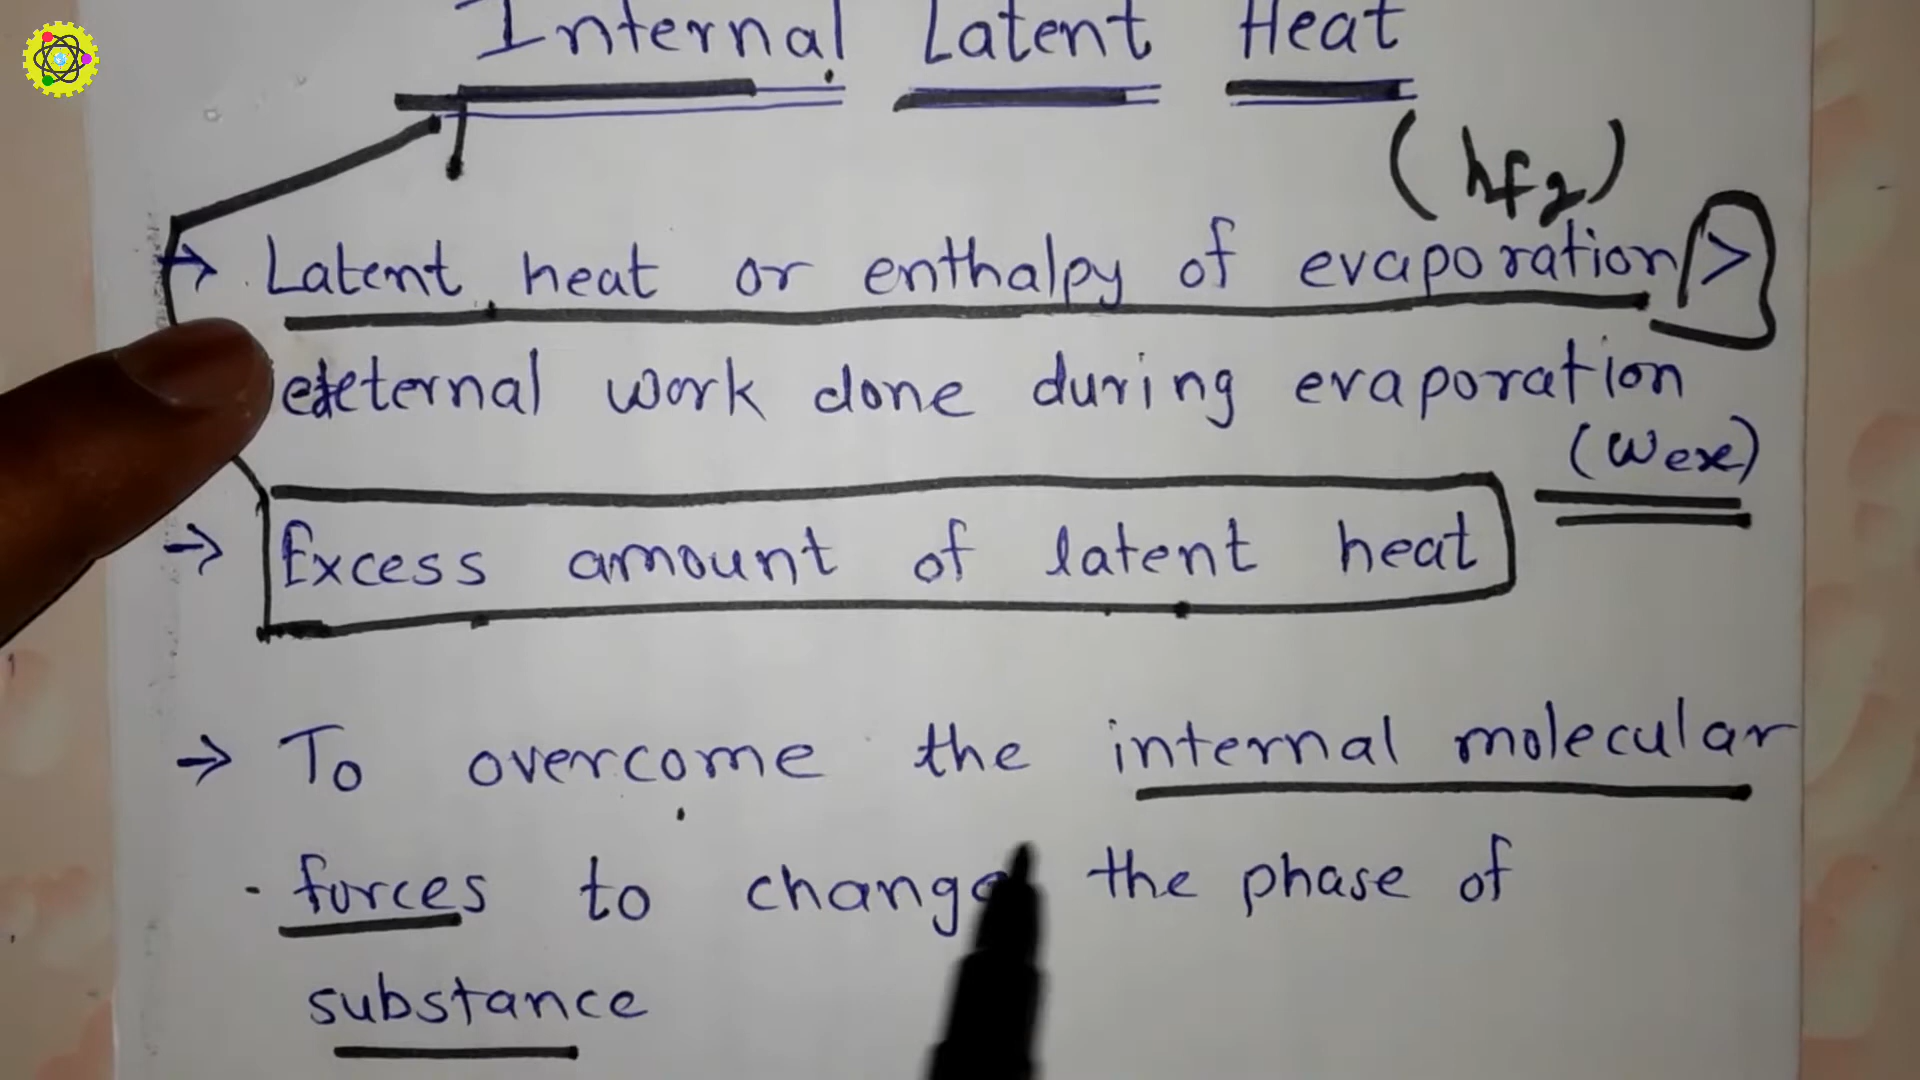 Internal Latent Heat
(hfg)
→ Latent heat or enthalpy of evaporation >
external work done during evaporation
(Wex)
→ Excess amount of latent heat
→ To overcome the internal molecular
forces to change the phase of
substance